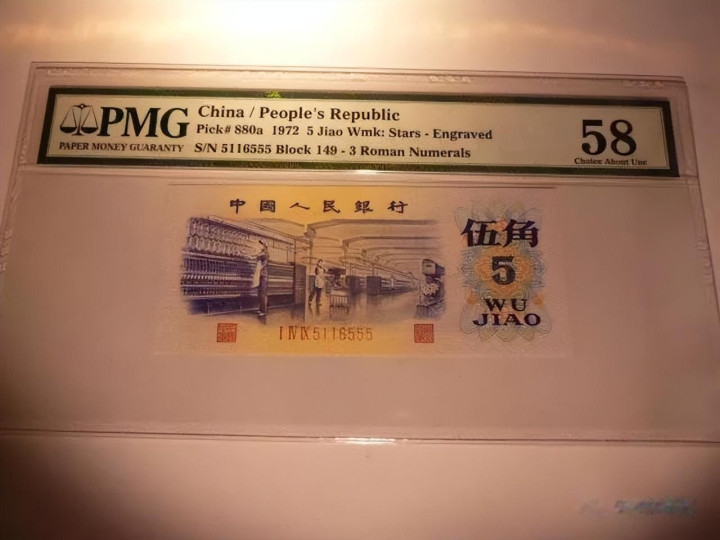 PMG
PAPER MONEY GUARANTY
China / People's Republic
Pick# 880a 1972 5 Jiao Wmk: Stars - Engraved
S/N 5116555 Block 149 - 3 Roman Numerals
58
Choice About Unc
中國人民銀行
伍角
5
WU
JIAO
I IV IX 5116555